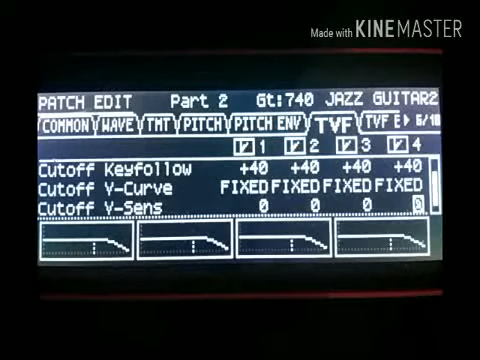 Made with KINEMASTER
PATCH EDIT Part 2 Gt:740 JAZZ GUITAR2
COMMON WAVE TMT PITCH PITCH ENV TVF TVF E 6/18
1 2 3 4
Cutoff Keyfollow +40 +40 +40 +40
Cutoff V-Curve FIXED FIXED FIXED FIXED
Cutoff V-Sens 0 0 0 0